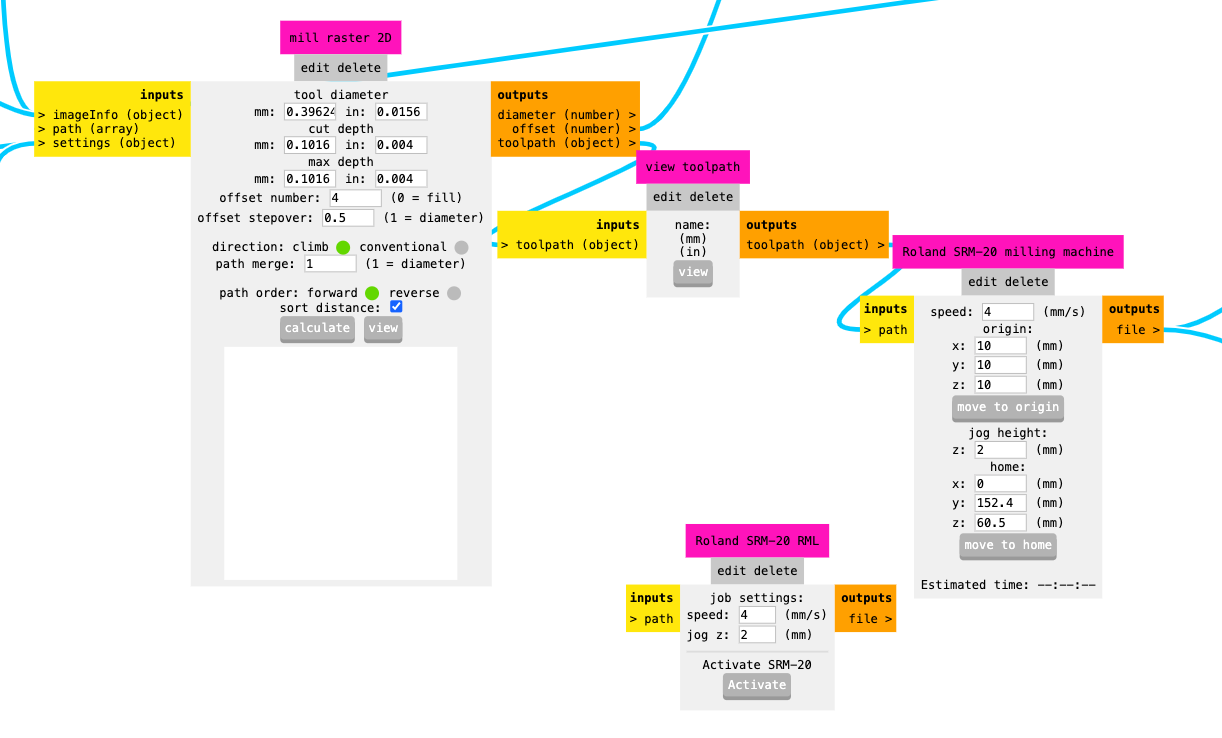 mill raster 2D
edit delete
inputs
> imageInfo (object)
> path (array)
> settings (object)
tool diameter
mm: 0.39624 in: 0.0156
cut depth
mm: 0.1016 in: 0.004
max depth
mm: 0.1016 in: 0.004
offset number: 4 (0 = fill)
offset stepover: 0.5 (1 = diameter)
direction: climb conventional
path merge: 1 (1 = diameter)
path order: forward reverse
sort distance:
calculate view
outputs
diameter (number) >
offset (number) >
toolpath (object) >
view toolpath
edit delete
inputs
> toolpath (object)
name:
(mm)
(in)
view
outputs
toolpath (object) >
Roland SRM-20 milling machine
edit delete
inputs
> path
speed: 4 (mm/s)
origin:
x: 10 (mm)
y: 10 (mm)
z: 10 (mm)
move to origin
jog height:
z: 2 (mm)
home:
x: 0 (mm)
y: 152.4 (mm)
z: 60.5 (mm)
move to home
Estimated time: --:--:--
outputs
file >
Roland SRM-20 RML
edit delete
inputs
> path
job settings:
speed: 4 (mm/s)
jog z: 2 (mm)
Activate SRM-20
Activate
outputs
file >